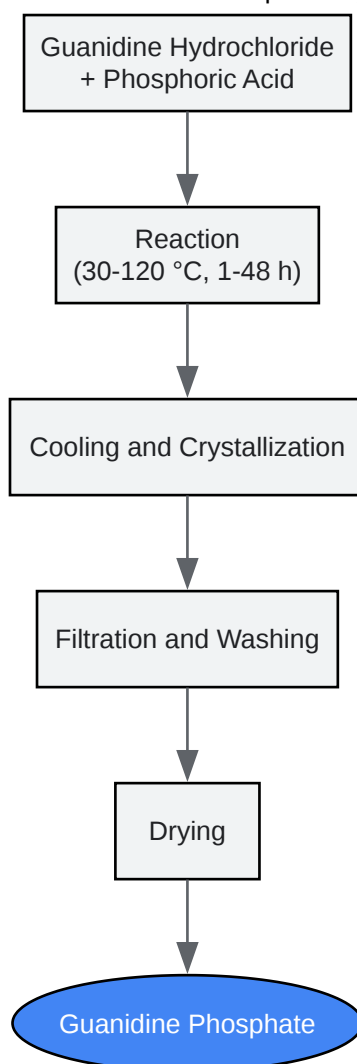 Guanidine Hydrochloride
+ Phosphoric Acid
Reaction
(30-120 °C, 1-48 h)
Cooling and Crystallization
Filtration and Washing
Drying
Guanidine Phosphate